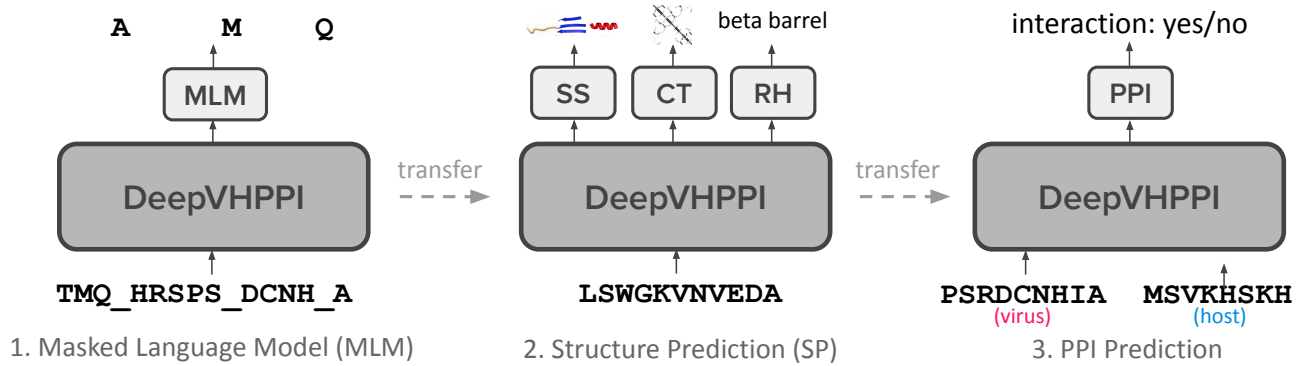 A M Q
MLM
DeepVHPPI
TMQ_HRSPS_DCNH_A
1. Masked Language Model (MLM)
transfer
beta barrel
SS CT RH
DeepVHPPI
LSWGKVNVEDA
2. Structure Prediction (SP)
transfer
interaction: yes/no
PPI
DeepVHPPI
PSRDCNHIA MSVKHSKH
(virus) (host)
3. PPI Prediction